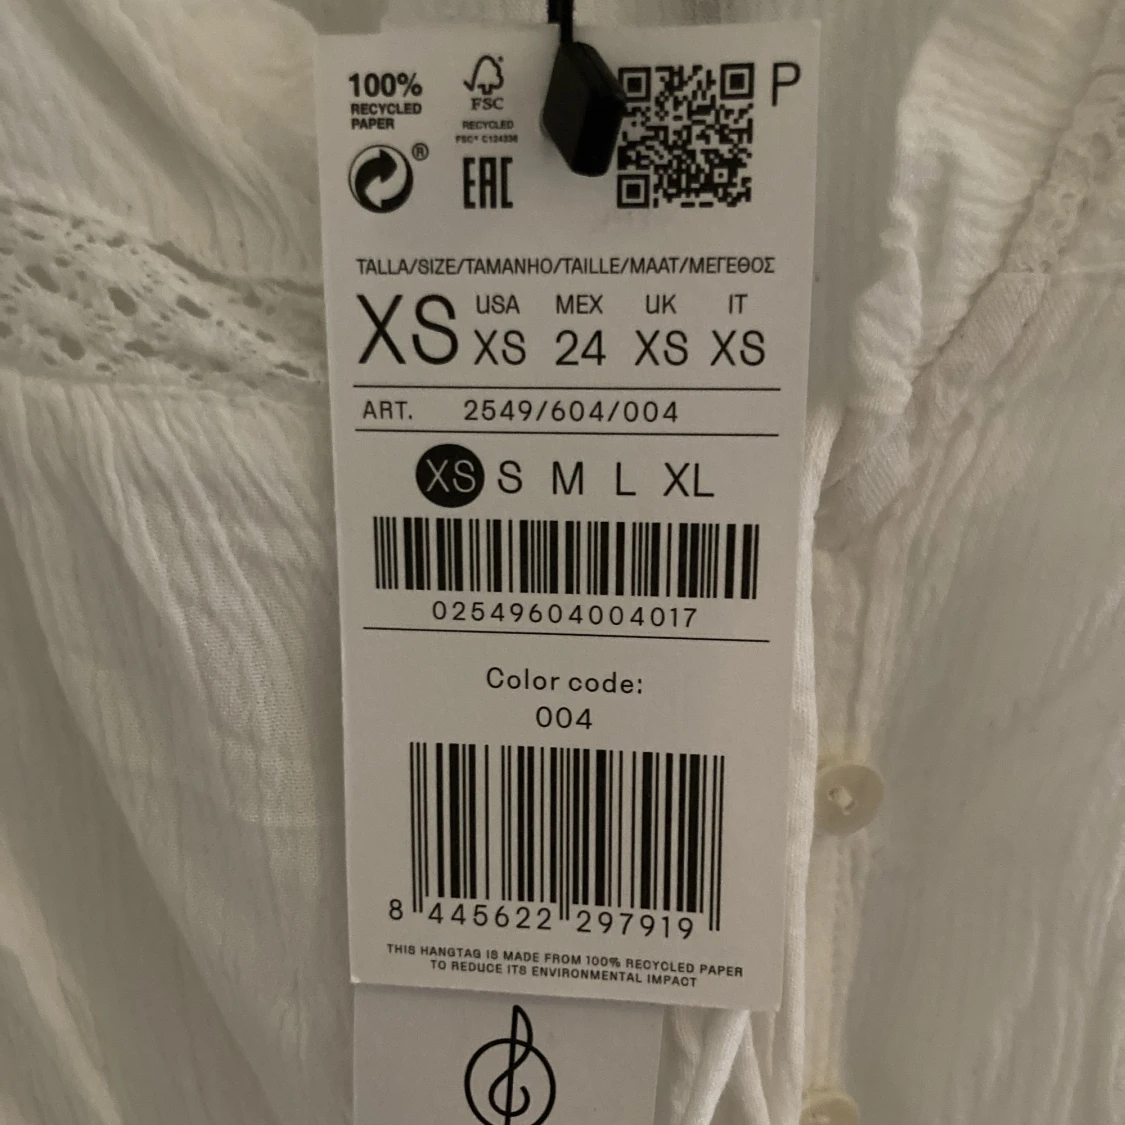 100%
RECYCLED
PAPER
®
FSC
RECYCLED
FSC® C124336
EAC
P
TALLA/SIZE/TAMANHO/TAILLE/MAAT/ΜΕΓΕΘΟΣ
XS
USA MEX UK IT
XS 24 XS XS
ART. 2549/604/004
XS S M L XL
02549604004017
Color code:
004
8 445622 297919
THIS HANGTAG IS MADE FROM 100% RECYCLED PAPER
TO REDUCE ITS ENVIRONMENTAL IMPACT